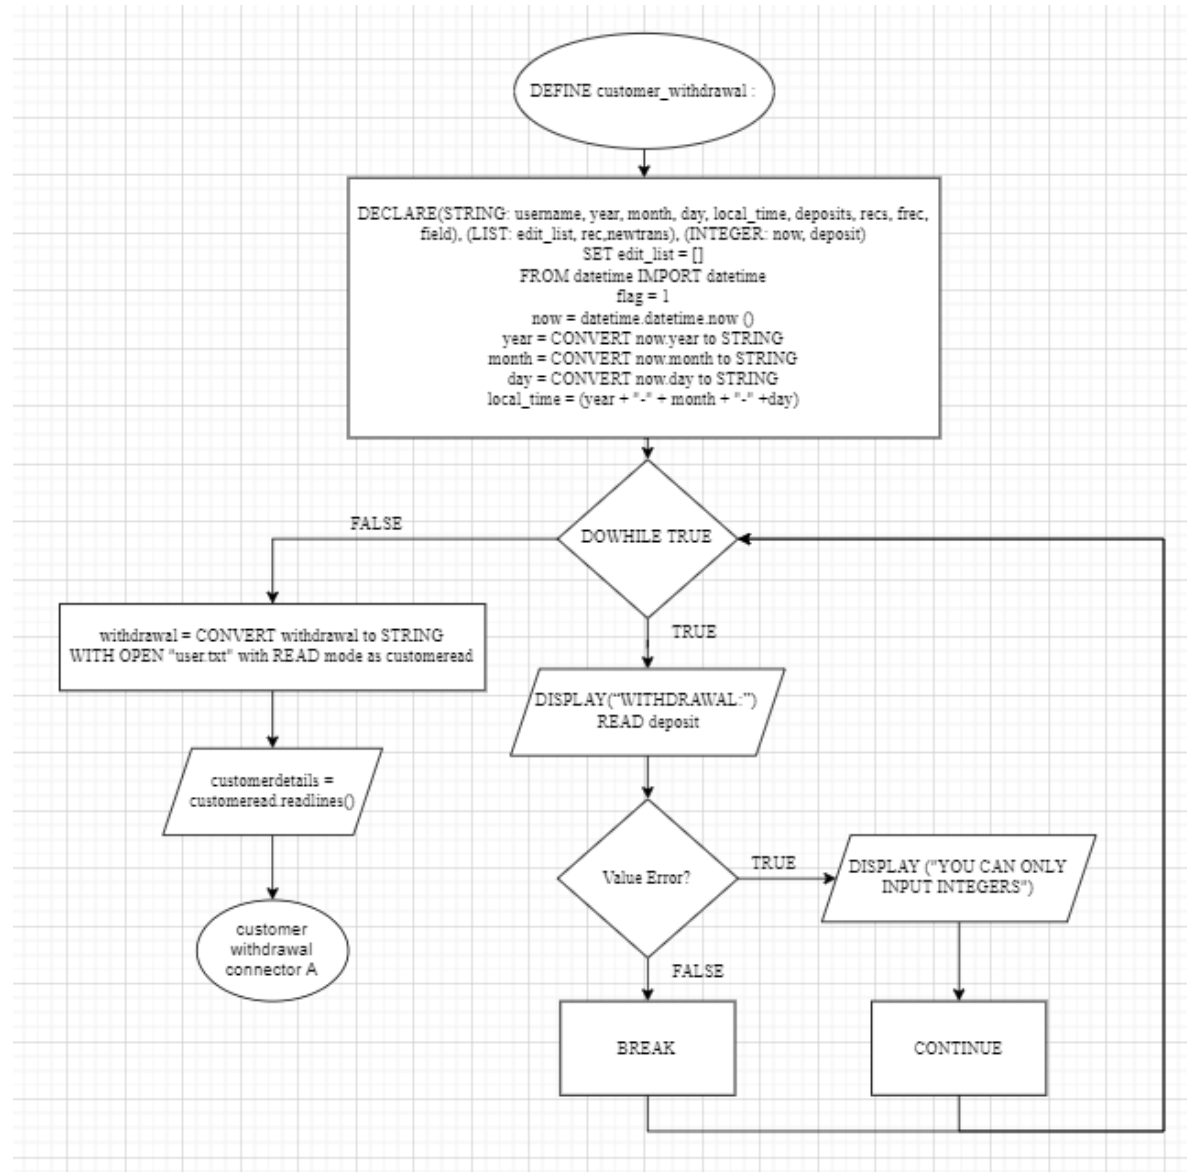 DEFINE customer_withdrawal :
DECLARE(STRING: username, year, month, day, local_time, deposits, recs, frec,
field), (LIST: edit_list, rec,newtrans), (INTEGER: now, deposit)
SET edit_list = []
FROM datetime IMPORT datetime
flag = 1
now = datetime.datetime.now ()
year = CONVERT now.year to STRING
month = CONVERT now.month to STRING
day = CONVERT now.day to STRING
local_time = (year + "-" + month + "-" +day)
DOWHILE TRUE
FALSE
withdrawal = CONVERT withdrawal to STRING
WITH OPEN "user.txt" with READ mode as customeread
customerdetails =
customeread.readlines()
customer
withdrawal
connector A
TRUE
DISPLAY(“WITHDRAWAL:”)
READ deposit
Value Error?
TRUE
DISPLAY ("YOU CAN ONLY
INPUT INTEGERS")
FALSE
BREAK
CONTINUE